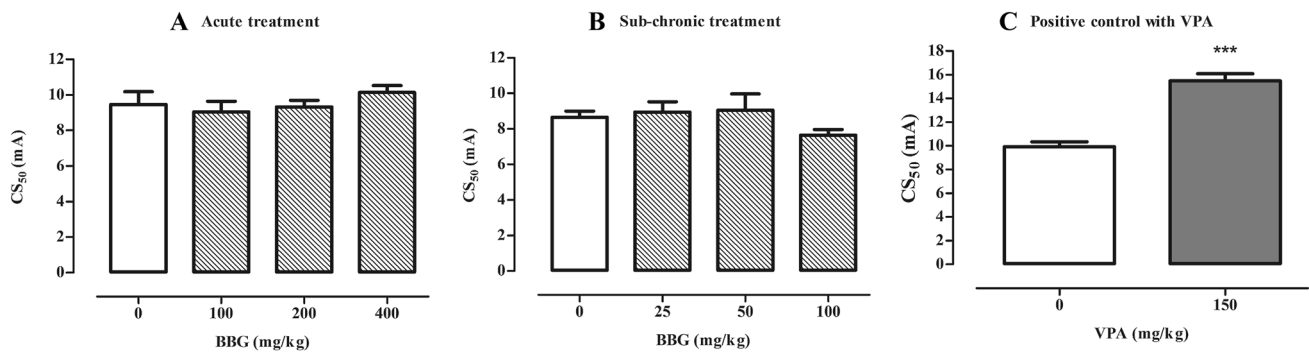 A Acute treatment
CS₅₀ (mA)
12
10
8
6
4
2
0
0 100 200 400
BBG (mg/kg)
B Sub-chronic treatment
CS₅₀ (mA)
12
10
8
6
4
2
0
0 25 50 100
BBG (mg/kg)
C Positive control with VPA
CS₅₀ (mA)
18
16
14
12
10
8
6
4
2
0
***
0 150
VPA (mg/kg)